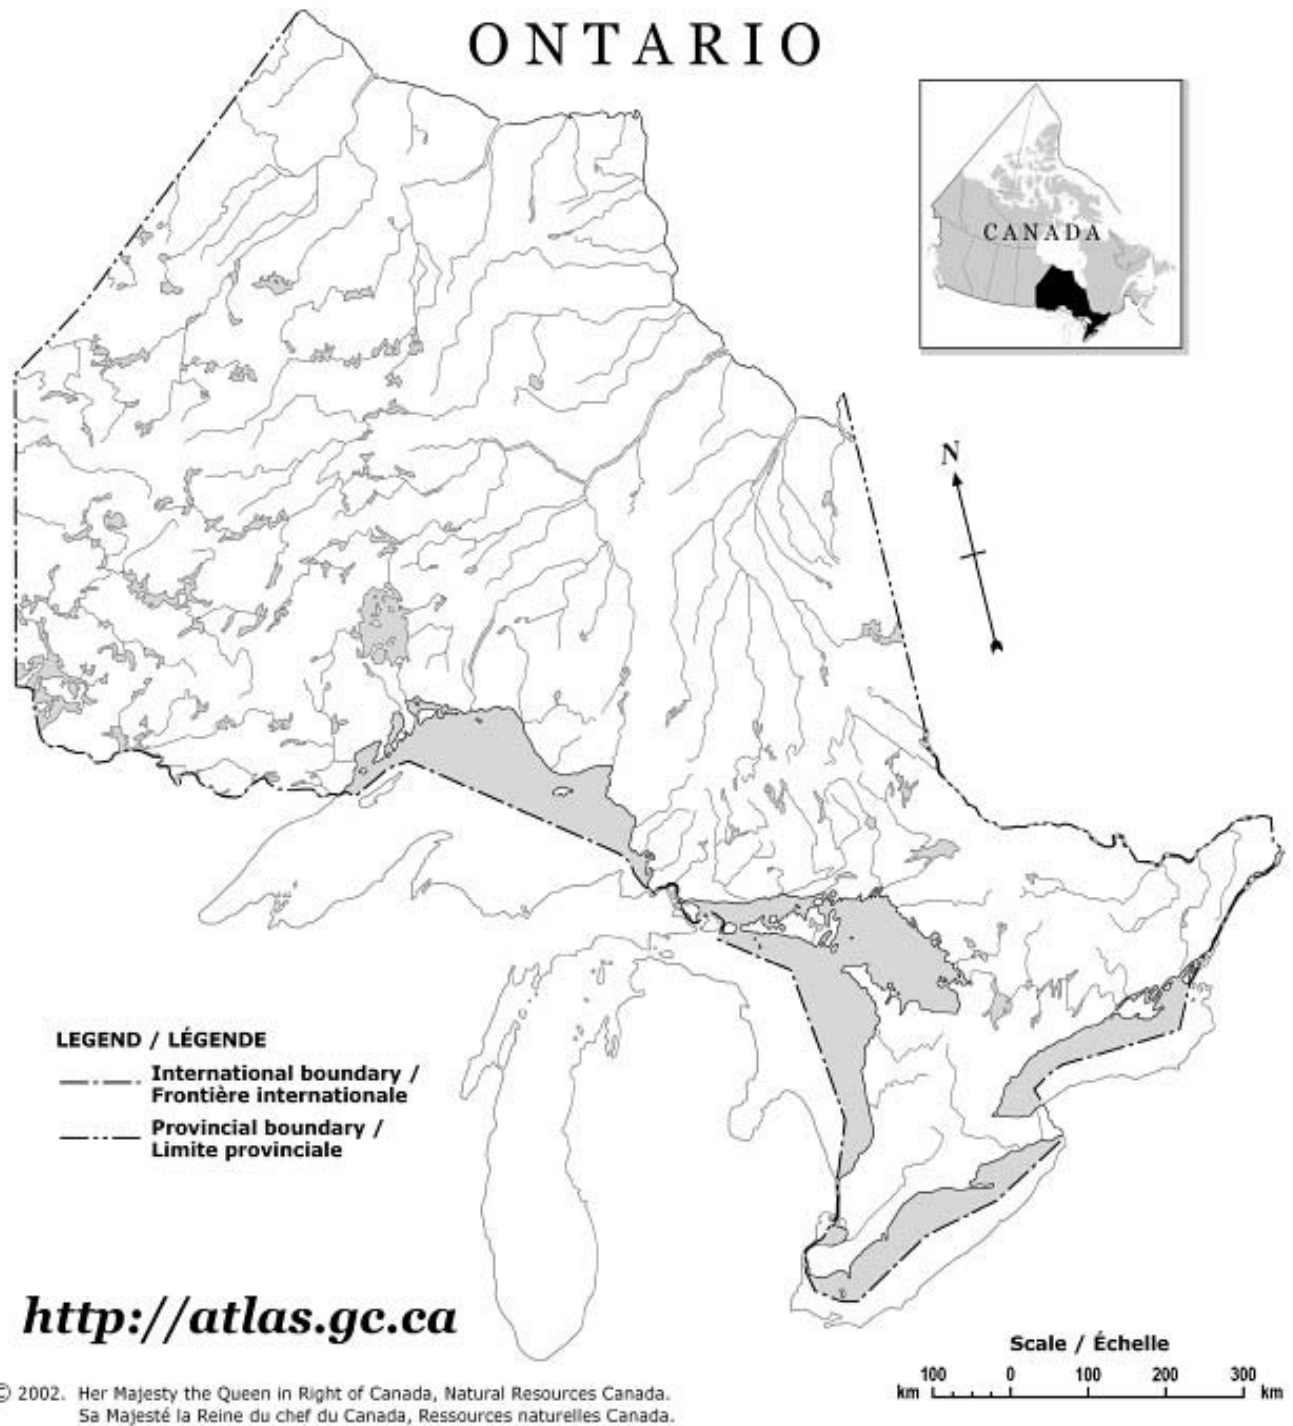 ONTARIO
CANADA
N
LEGEND / LÉGENDE
International boundary /
Frontière internationale
Provincial boundary /
Limite provinciale
http://atlas.gc.ca
Scale / Échelle
100 0 100 200 300
km km
© 2002. Her Majesty the Queen in Right of Canada, Natural Resources Canada.
Sa Majesté la Reine du chef du Canada, Ressources naturelles Canada.